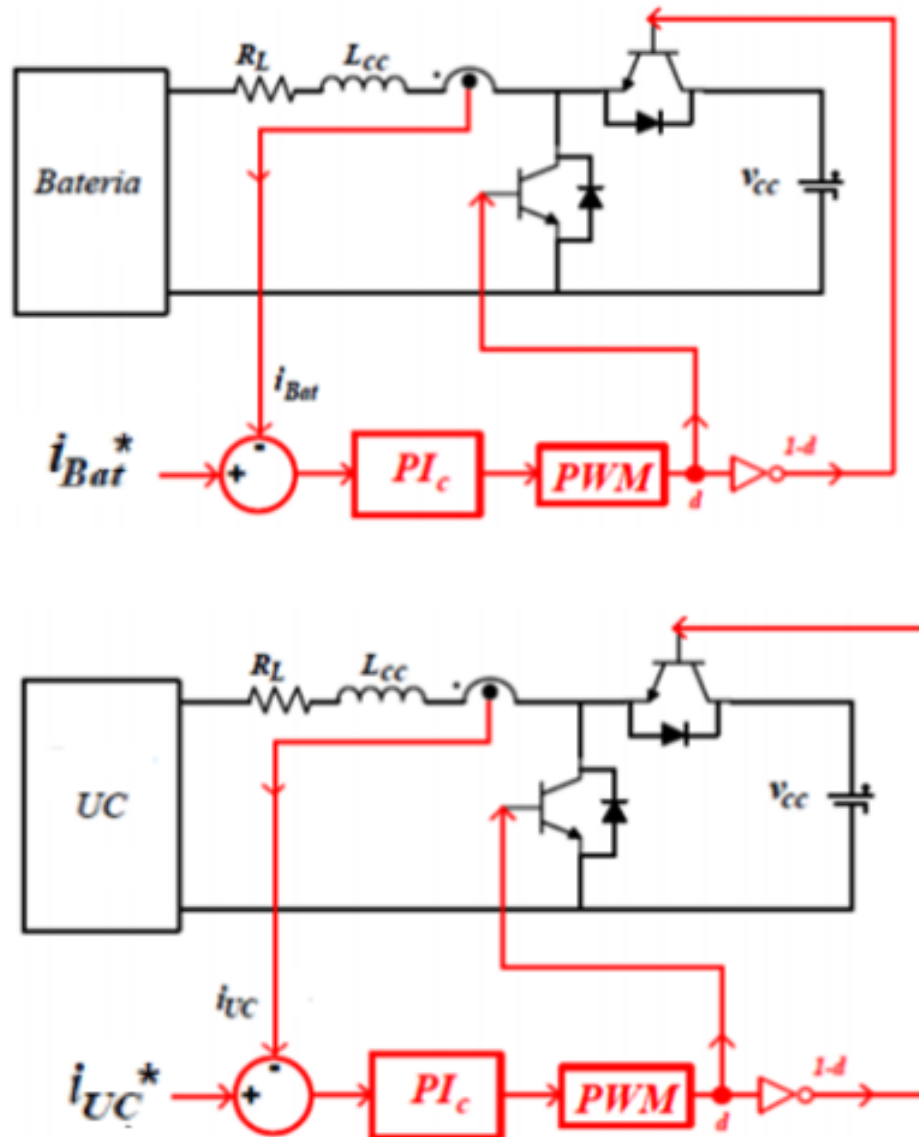 R_L L_cc
Bateria
v_cc
i_Bat
i_Bat*
PI_c
PWM
d
1-d
R_L L_cc
UC
v_cc
i_UC
i_UC*
PI_c
PWM
d
1-d